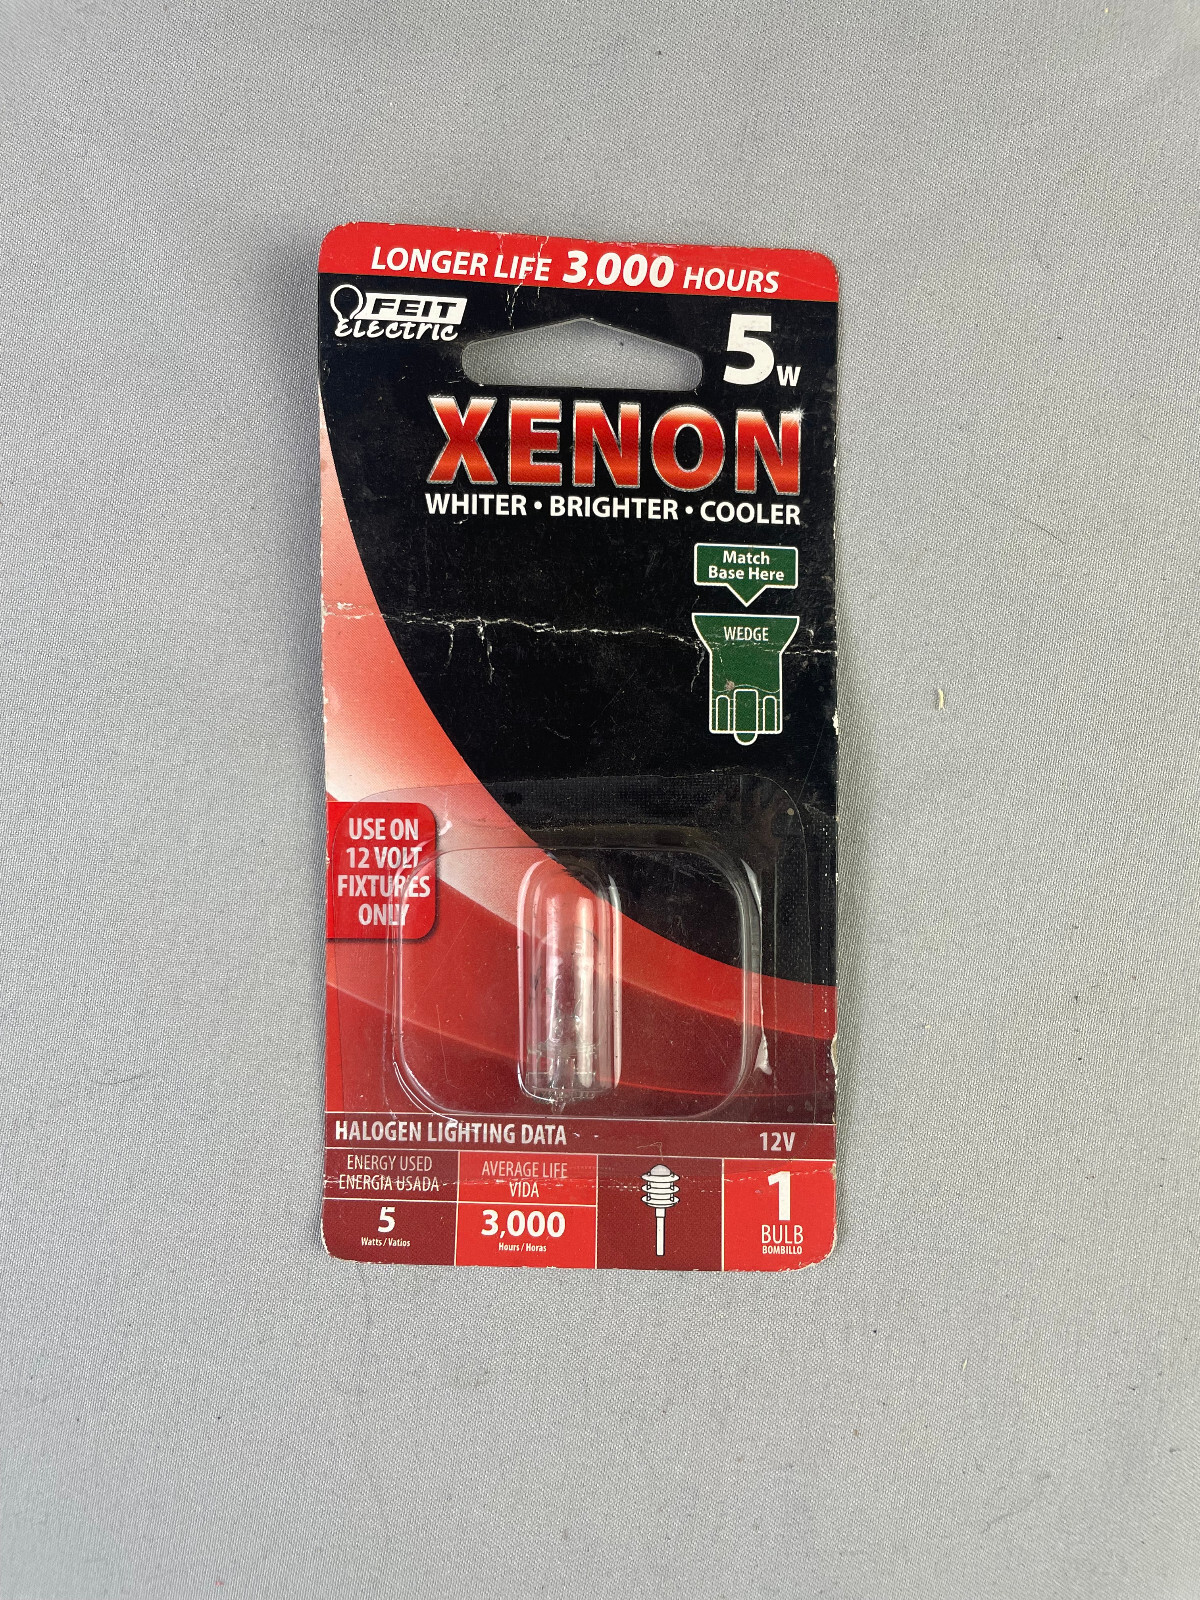 LONGER LIFE 3,000 HOURS
FEIT
ELECTRIC
5W
XENON
WHITER • BRIGHTER • COOLER
Match
Base Here
WEDGE
USE ON
12 VOLT
FIXTURES
ONLY
HALOGEN LIGHTING DATA 12V
ENERGY USED
ENERGIA USADA
5
Watts / Vatios
AVERAGE LIFE
VIDA
3,000
Hours / Horas
1
BULB
BOMBILLO